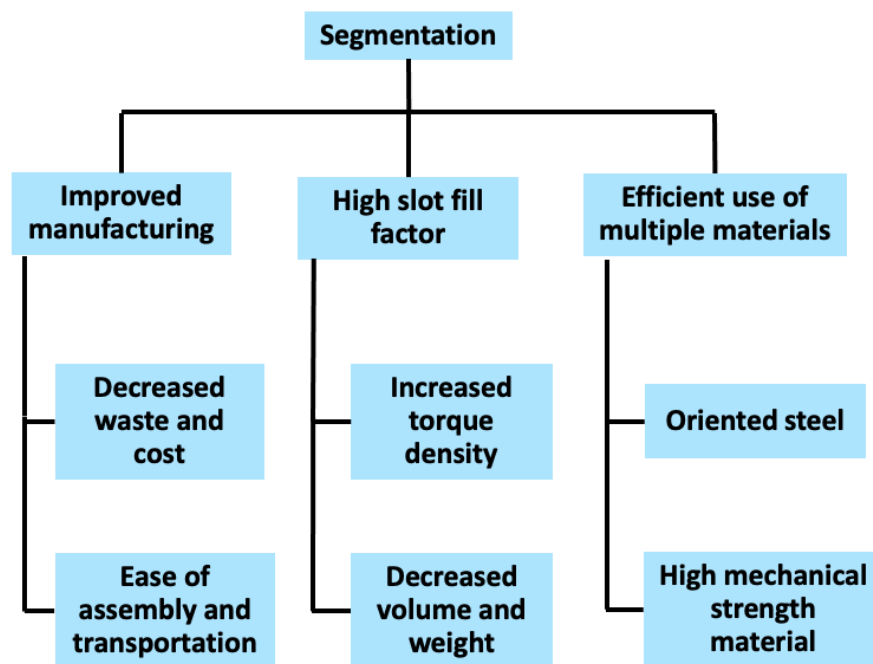 Segmentation
Improved
manufacturing
High slot fill
factor
Efficient use of
multiple materials
Decreased
waste and
cost
Increased
torque
density
Oriented steel
Ease of
assembly and
transportation
Decreased
volume and
weight
High mechanical
strength
material